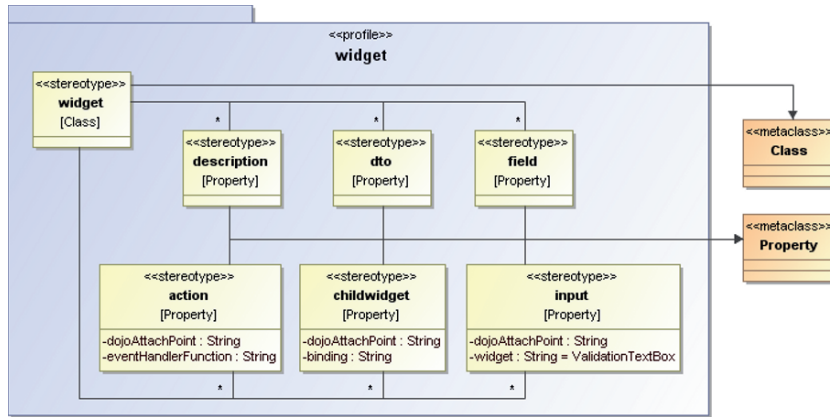 <<profile>>
widget
<<stereotype>>
widget
[Class]
* * *
<<stereotype>> <<stereotype>> <<stereotype>>
description dto field
[Property] [Property] [Property]
<<metaclass>>
Class
<<metaclass>>
Property
<<stereotype>> <<stereotype>> <<stereotype>>
action childwidget input
[Property] [Property] [Property]
-dojoAttachPoint : String -dojoAttachPoint : String -dojoAttachPoint : String
-eventHandlerFunction : String -binding : String -widget : String = ValidationTextBox
* * *